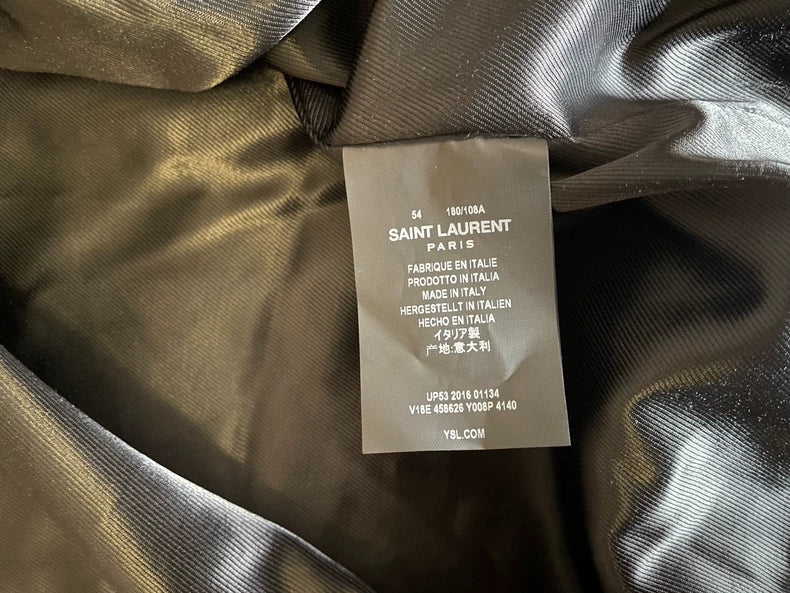 54 180/108A
SAINT LAURENT
PARIS
FABRIQUE EN ITALIE
PRODOTTO IN ITALIA
MADE IN ITALY
HERGESTELLT IN ITALIEN
HECHO EN ITALIA
イタリア製
产地:意大利
UP53 2016 01134
V18E 458626 Y008P 4140
YSL.COM